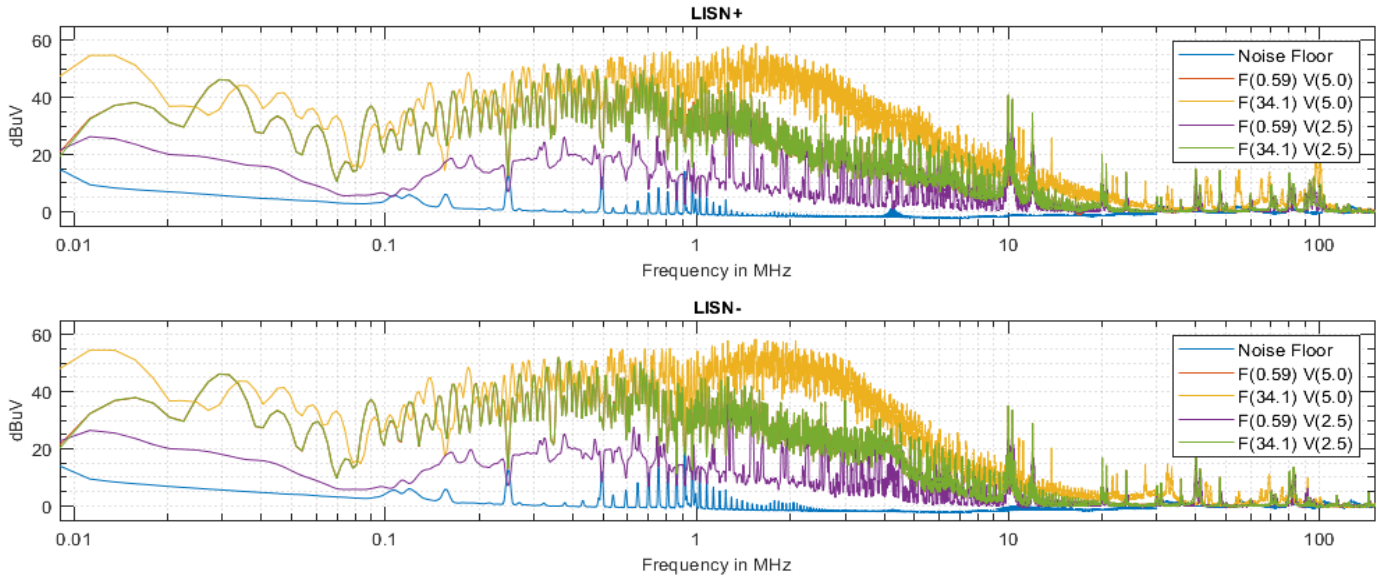 LISN+
60
40
20
0
dBuV
0.01 0.1 1 10 100
Frequency in MHz
Noise Floor
F(0.59) V(5.0)
F(34.1) V(5.0)
F(0.59) V(2.5)
F(34.1) V(2.5)
LISN-
60
40
20
0
dBuV
0.01 0.1 1 10 100
Frequency in MHz
Noise Floor
F(0.59) V(5.0)
F(34.1) V(5.0)
F(0.59) V(2.5)
F(34.1) V(2.5)